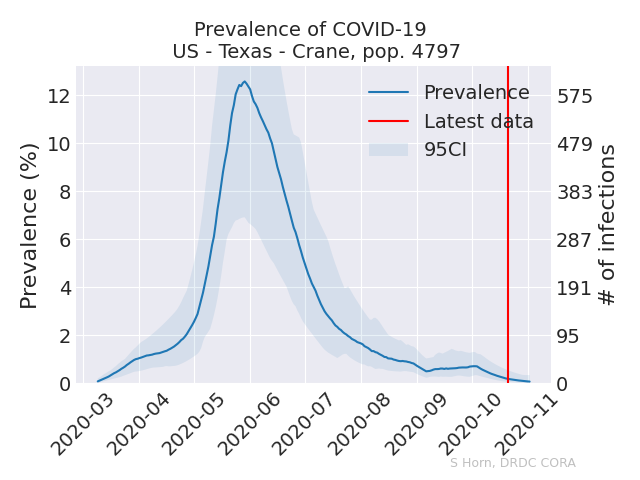 Prevalence of COVID-19
US - Texas - Crane, pop. 4797
Prevalence
Latest data
95CI
Prevalence (%)
12
10
8
6
4
2
0
575
479
383
287
191
95
0
# of infections
2020-03
2020-04
2020-05
2020-06
2020-07
2020-08
2020-09
2020-10
2020-11
S Horn, DRDC CORA